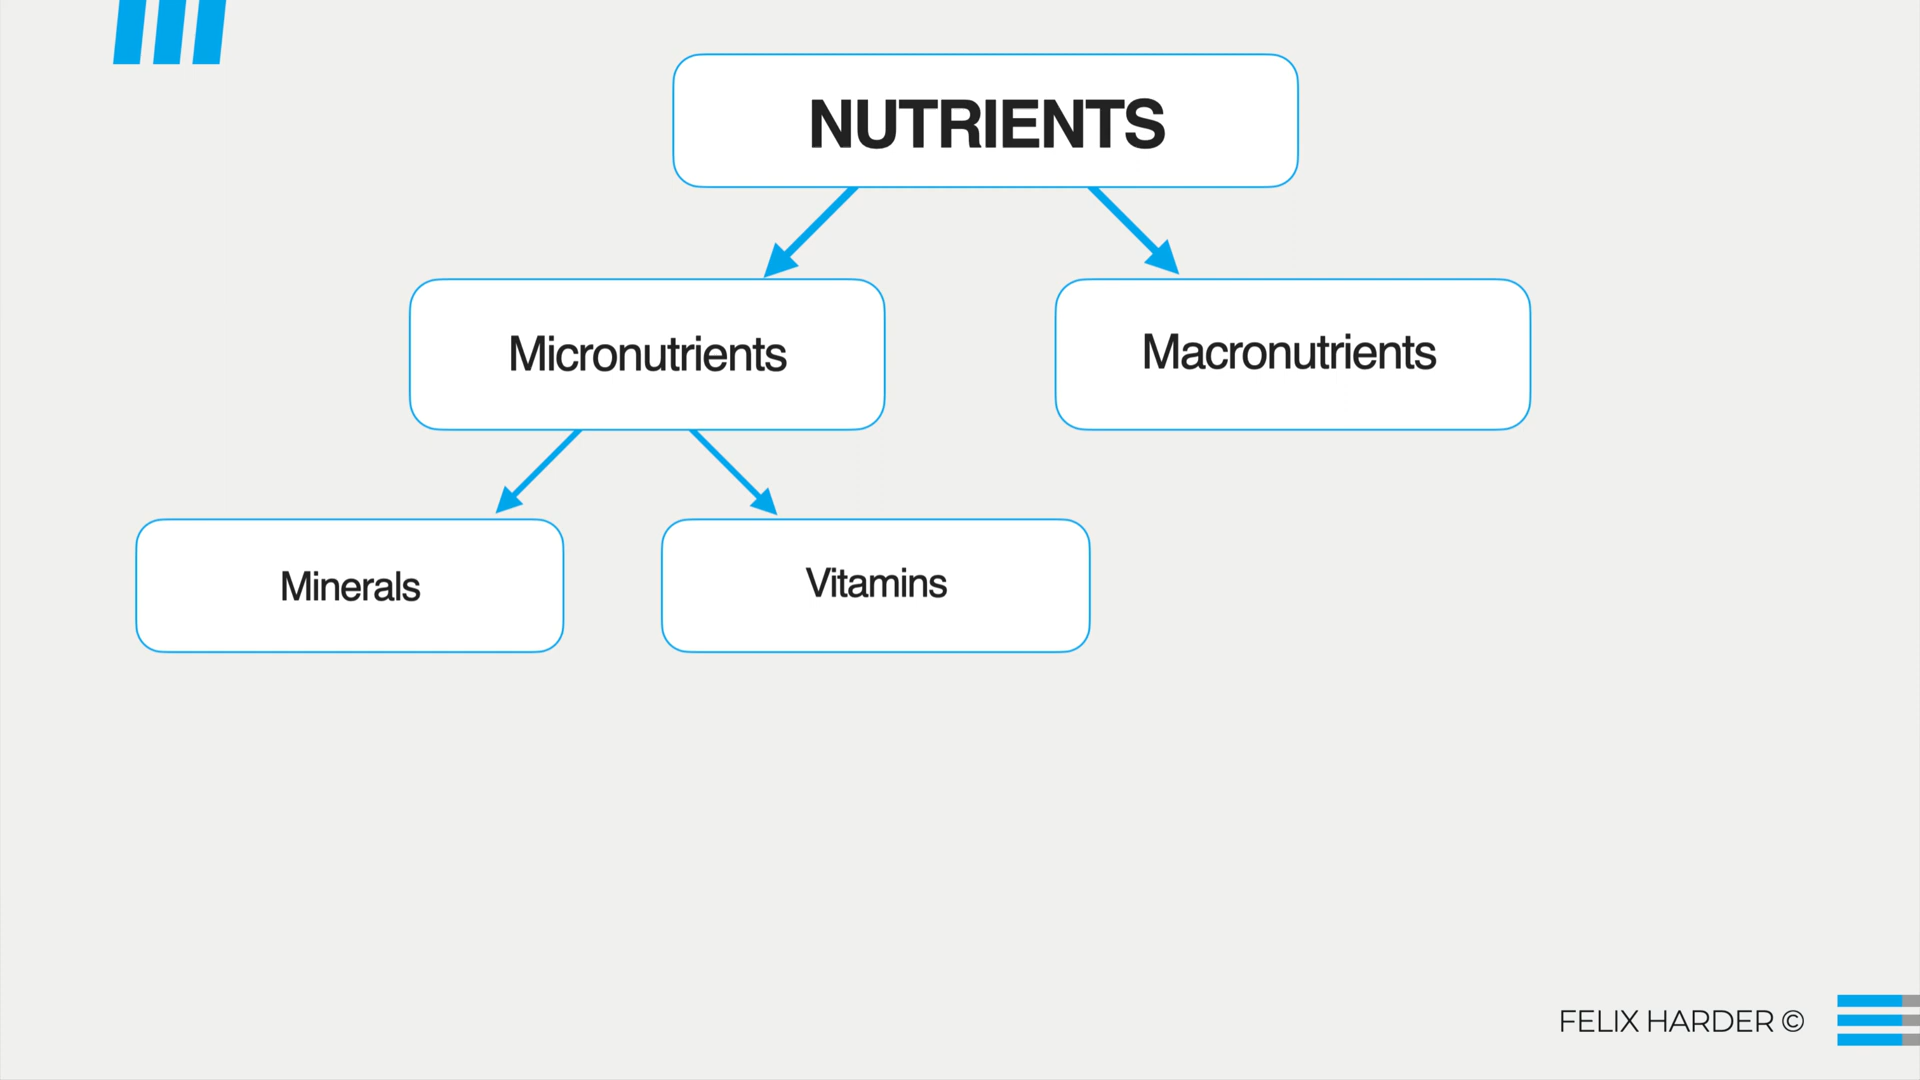 NUTRIENTS
Micronutrients
Macronutrients
Minerals
Vitamins
FELIX HARDER ©